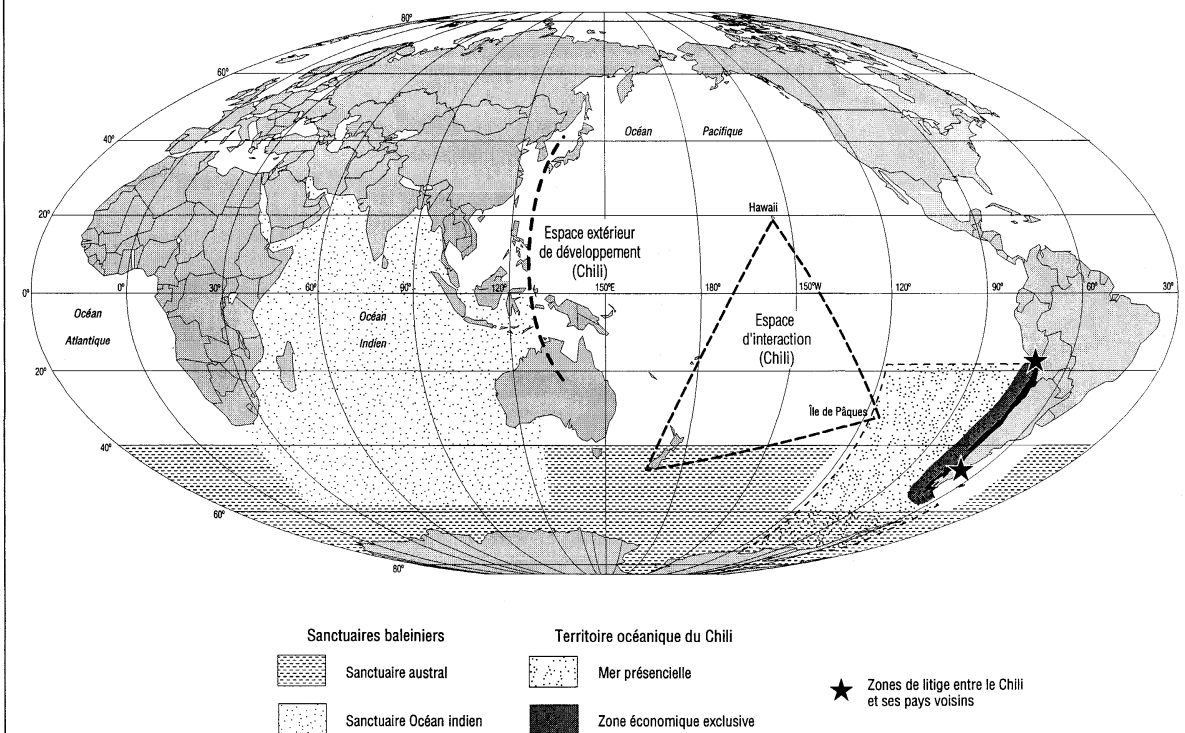 80°
60°
40°
Océan Pacifique
20°
Hawaii
Espace extérieur
de développement
(Chili)
0° 0° 30° 60° 90° 120° 150°E 180° 150°W 120° 90° 60° 30°
Océan
Atlantique
Océan
Indien
Espace
d'interaction
(Chili)
20°
Île de Pâques
40°
60°
80°
Sanctuaires baleiniers
Sanctuaire austral
Sanctuaire Océan indien
Territoire océanique du Chili
Mer présencielle
Zone économique exclusive
Zones de litige entre le Chili
et ses pays voisins